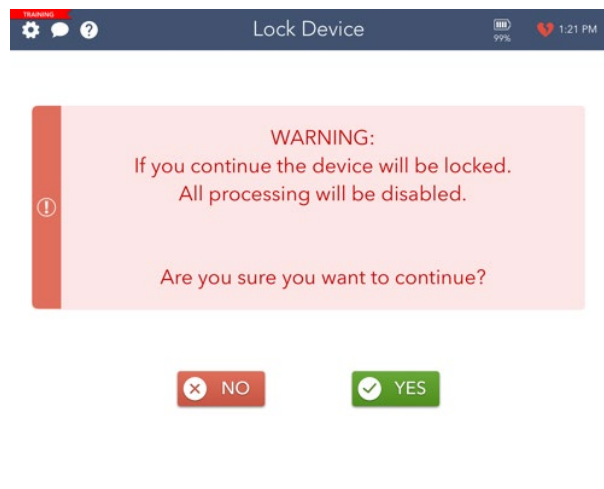 TRAINING
Lock Device
99%
1:21 PM
WARNING:
If you continue the device will be locked.
All processing will be disabled.
Are you sure you want to continue?
NO
YES